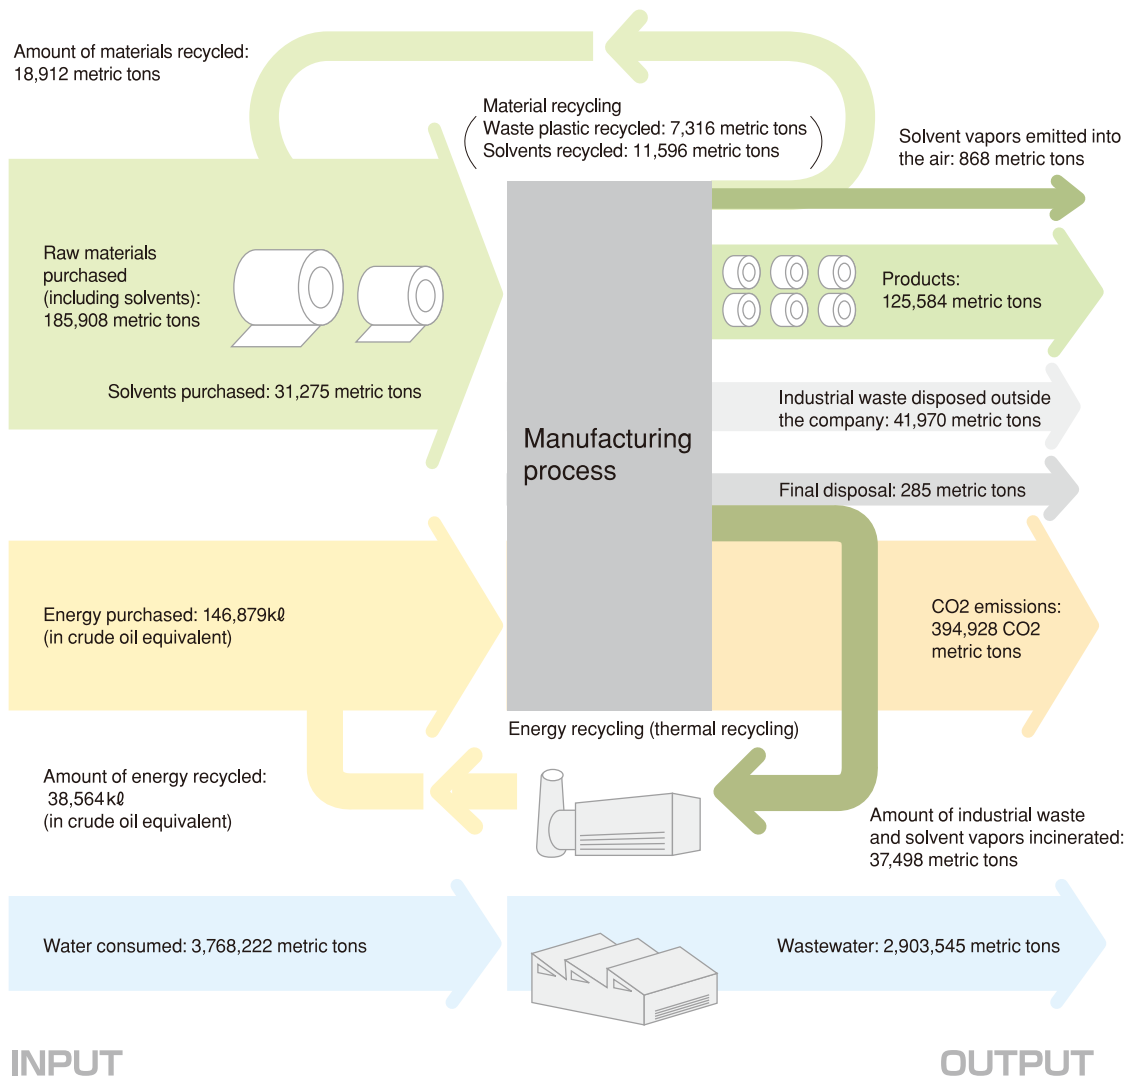 Amount of materials recycled:
18,912 metric tons
Material recycling
Waste plastic recycled: 7,316 metric tons
Solvents recycled: 11,596 metric tons
Solvent vapors emitted into
the air: 868 metric tons
Raw materials
purchased
(including solvents):
185,908 metric tons
Solvents purchased: 31,275 metric tons
Products:
125,584 metric tons
Industrial waste disposed outside
the company: 41,970 metric tons
Manufacturing
process
Final disposal: 285 metric tons
Energy purchased: 146,879kℓ
(in crude oil equivalent)
CO2 emissions:
394,928 CO2
metric tons
Energy recycling (thermal recycling)
Amount of energy recycled:
38,564kℓ
(in crude oil equivalent)
Amount of industrial waste
and solvent vapors incinerated:
37,498 metric tons
Water consumed: 3,768,222 metric tons
Wastewater: 2,903,545 metric tons
INPUT
OUTPUT